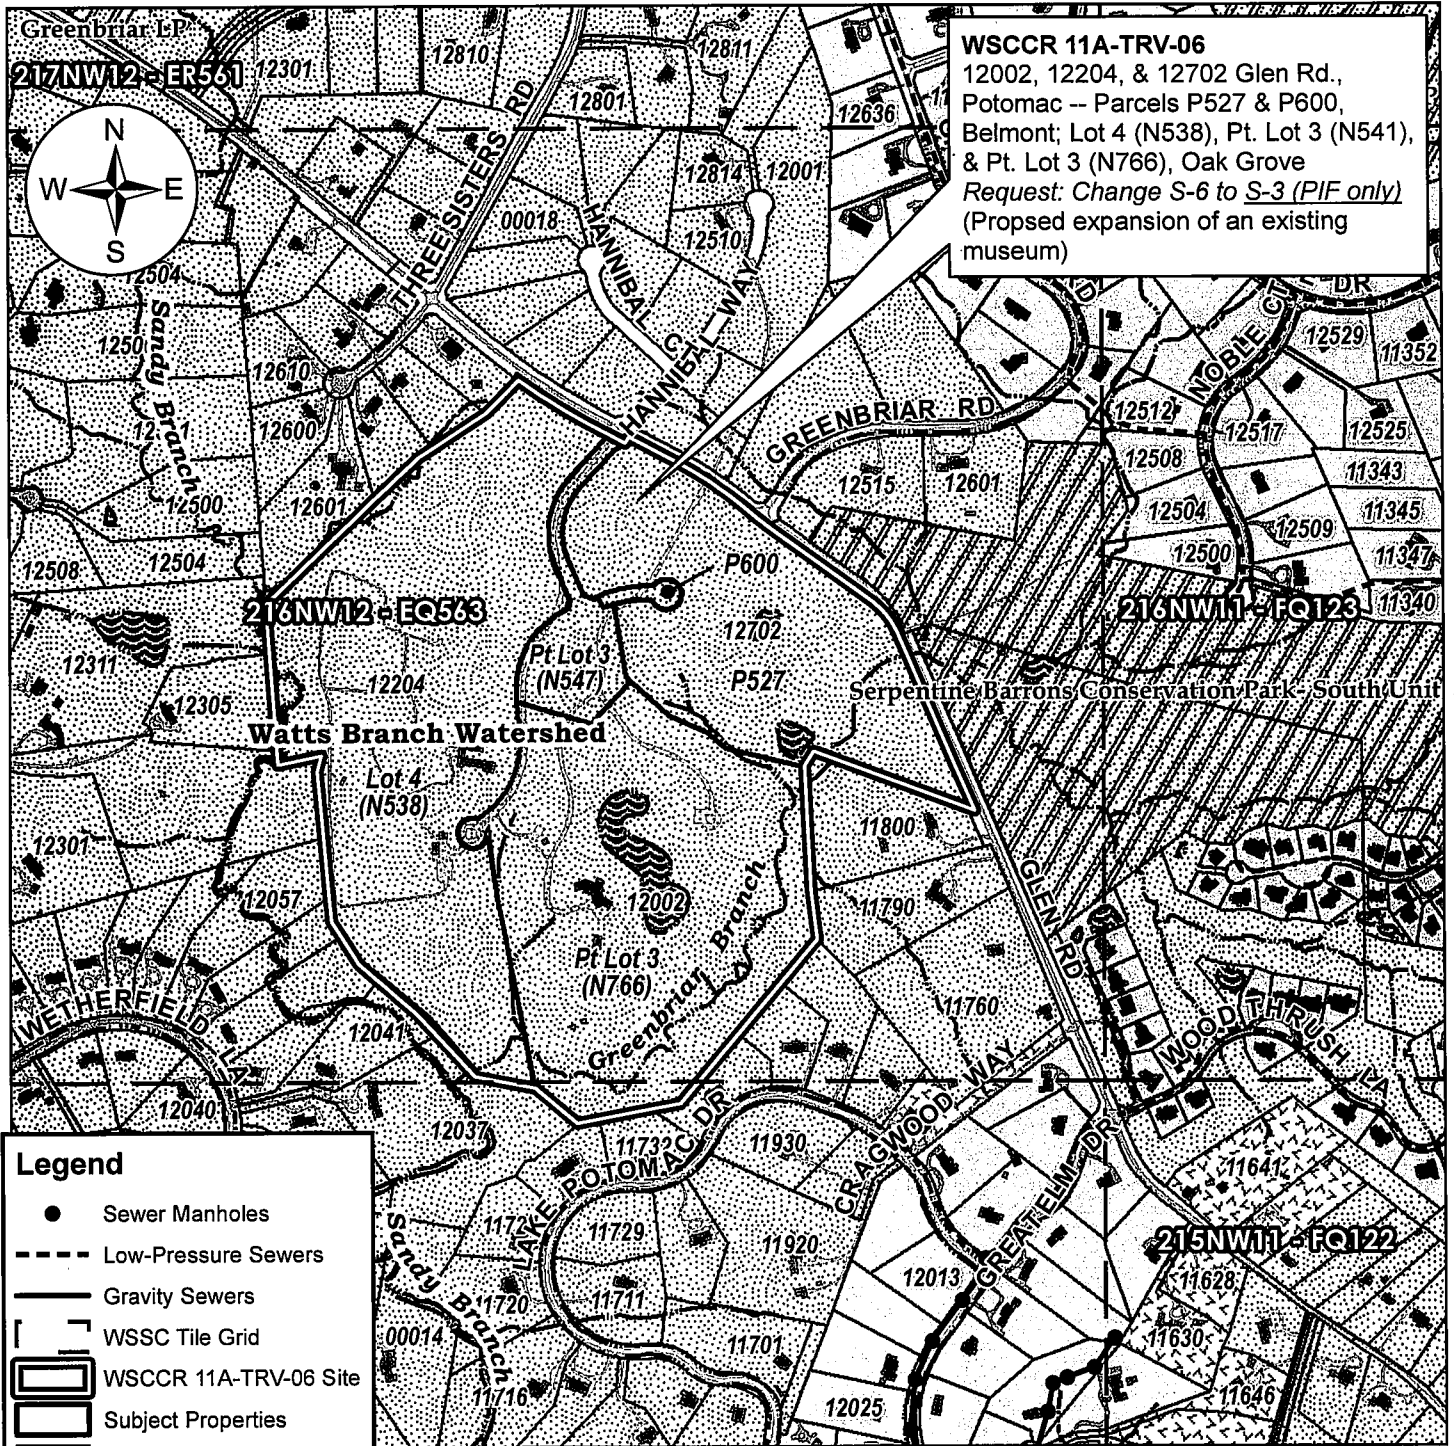 Greenbriar LP
217NW12 - ER561
12301
12810
12811
12801
12636
N
W E
S
THREE SISTERS RD
12814
12001
00018
HANNIBAL CT
12510
HANNIBAL WAY
WSCCR 11A-TRV-06
12002, 12204, & 12702 Glen Rd.,
Potomac -- Parcels P527 & P600,
Belmont; Lot 4 (N538), Pt. Lot 3 (N541),
& Pt. Lot 3 (N766), Oak Grove
Request: Change S-6 to S-3 (PIF only)
(Propsed expansion of an existing
museum)
2504
Sandy Branch
12610
12600
12601
12500
12504
12508
GREENBRIAR RD
12515
12601
NOBLE CT
DR
12529
11352
12512
12517
12525
12508
11343
12504
12509
11345
12500
11347
11340
216NW12 - EQ563
216NW11 - FQ123
P600
12702
P527
Pt Lot 3
(N547)
12204
12311
12305
Serpentine Barrons Conservation Park- South Unit
Watts Branch Watershed
Lot 4
(N538)
12301
12057
11800
GLEN RD
11790
12002
Pt Lot 3
(N766)
Greenbriar Branch
11760
WETHERFIELD LA
12041
12040
12037
WOOD THRUSH LA
CRAGWOOD WAY
11732
LAKE POTOMAC DR
11930
11729
11920
11711
11720
11701
11716
00014
Sandy Branch
GREAT ELM DR
12013
12025
11641
215NW11 - FQ122
11628
11630
11646
Legend
Sewer Manholes
Low-Pressure Sewers
Gravity Sewers
WSSC Tile Grid
WSCCR 11A-TRV-06 Site
Subject Properties